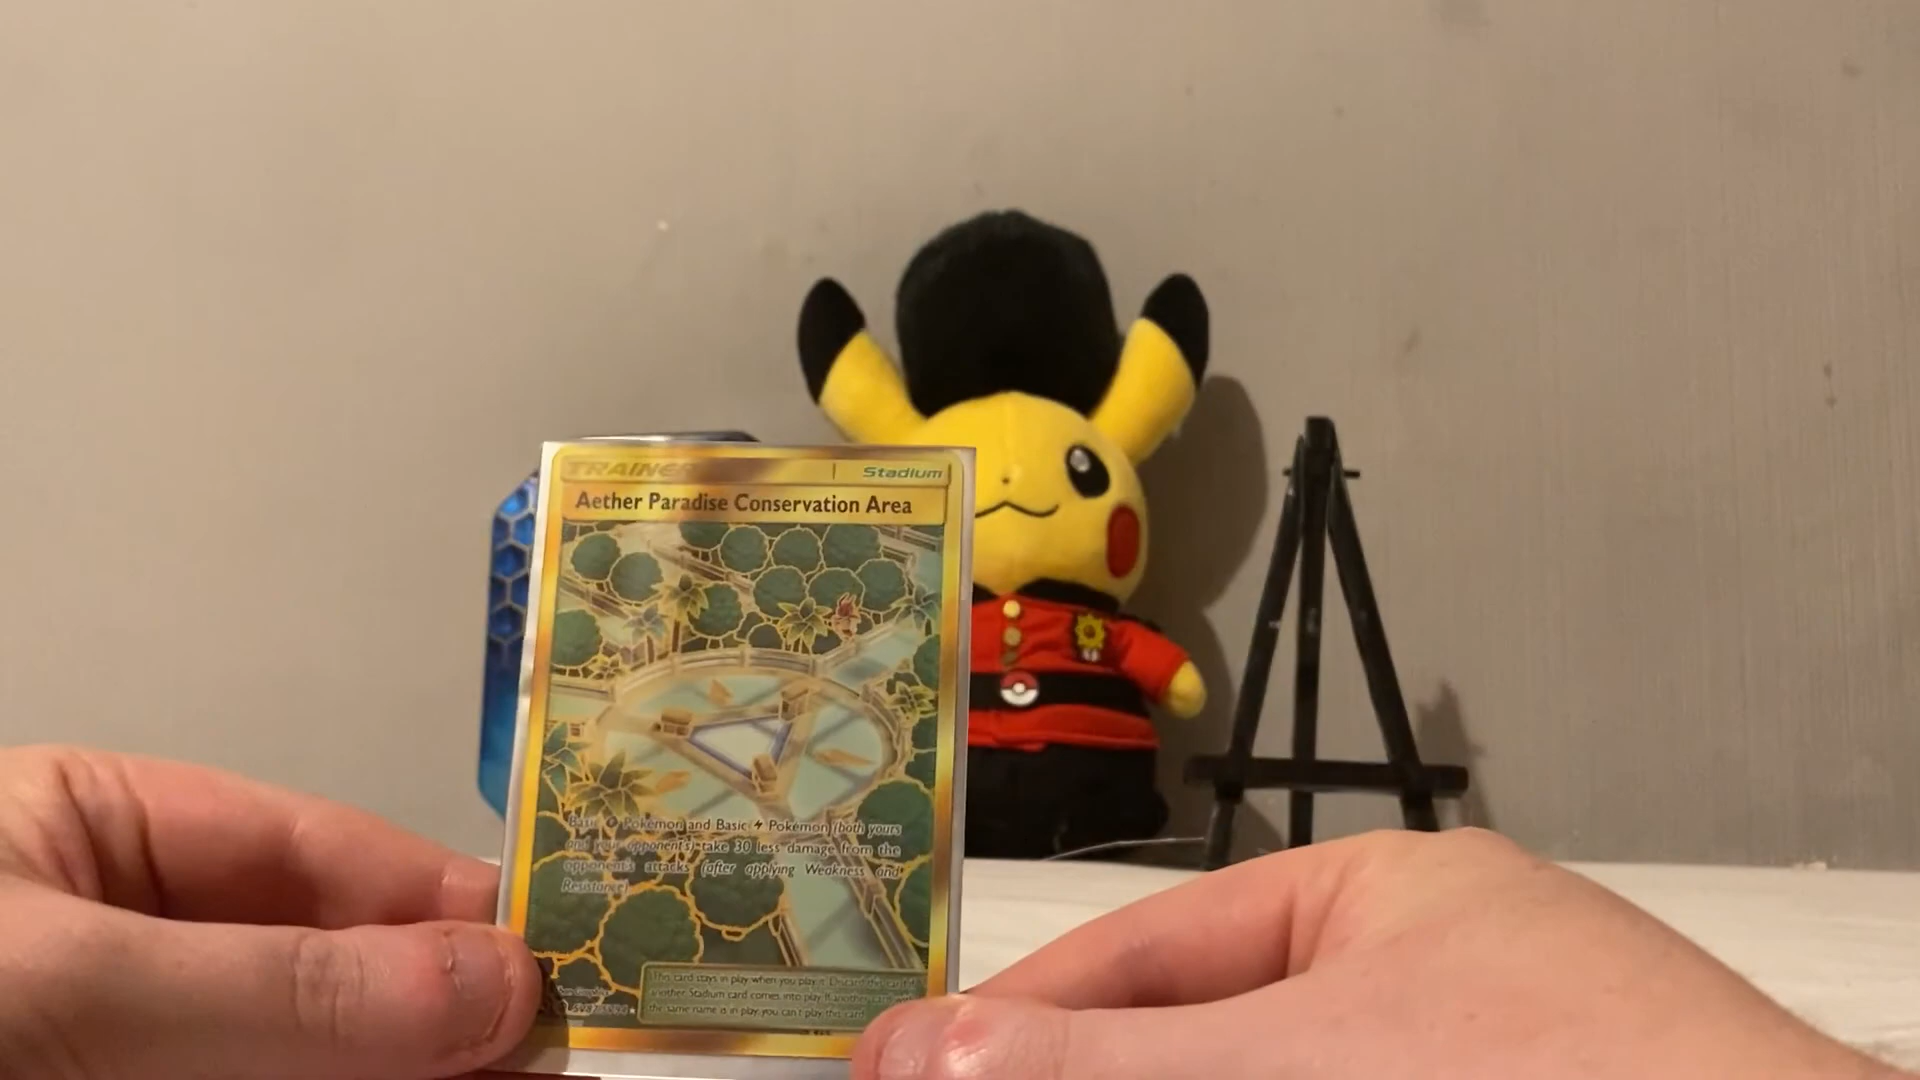 TRAINER
Stadium
Aether Paradise Conservation Area
Basic Pokémon and Basic Pokémon (both yours
and your opponent's) take 30 less damage from the
opponent's attacks (after applying Weakness and
Resistance).
This card stays in play when you play it. Discard this card if
another Stadium card comes into play. If another card with
the same name is in play, you can't play this card.